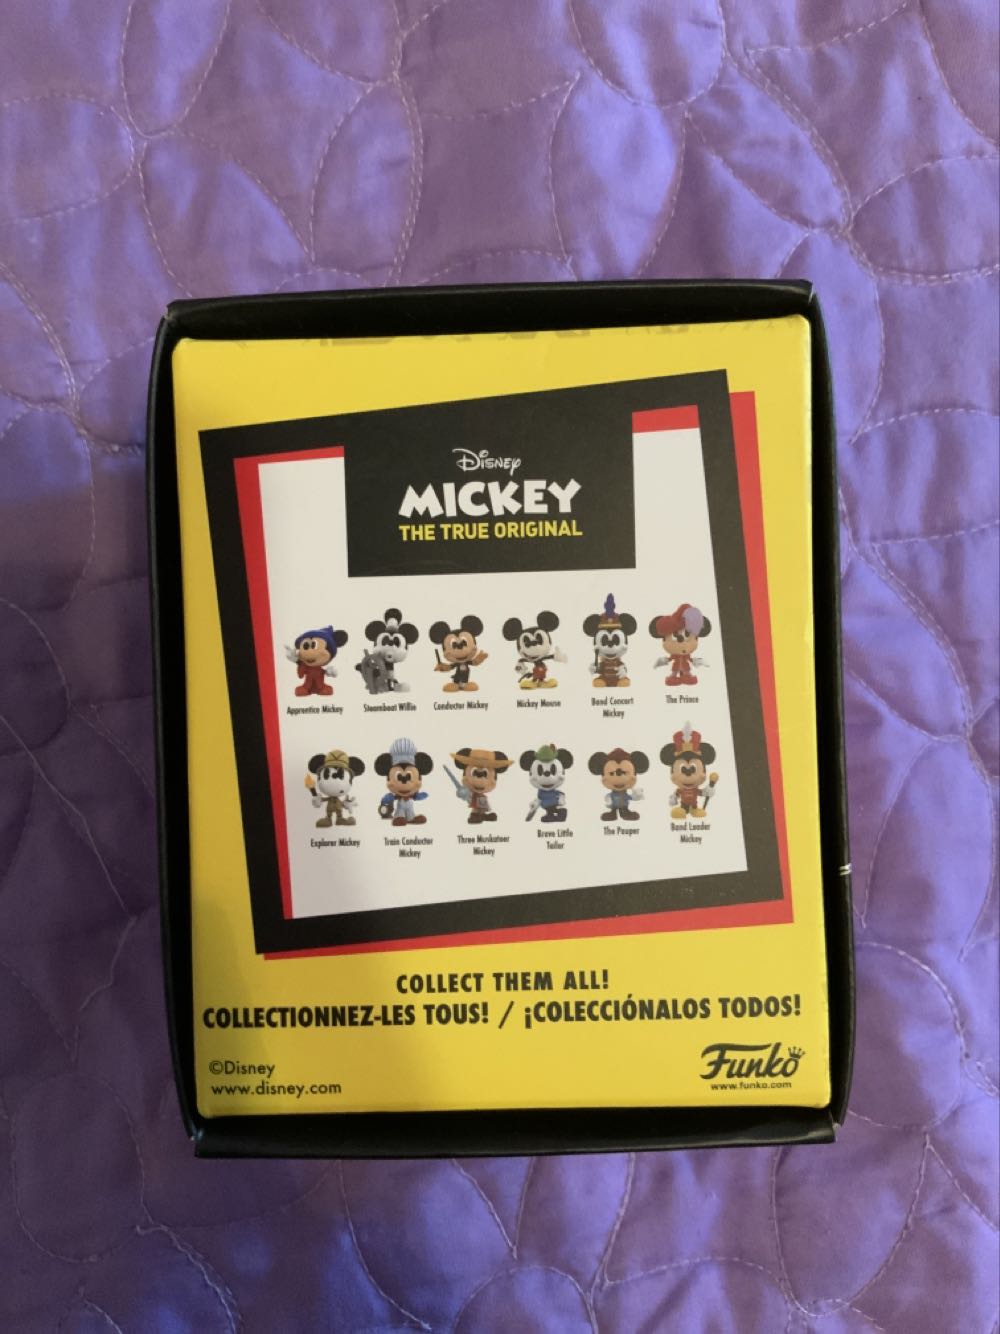 Disney
MICKEY
THE TRUE ORIGINAL
Apprentice Mickey
Steamboat Willie
Conductor Mickey
Mickey Mouse
Band Concert
Mickey
The Prince
Explorer Mickey
Train Conductor
Mickey
Three Musketeer
Mickey
Brave Little
Tailor
The Pauper
Band Leader
Mickey
COLLECT THEM ALL!
COLLECTIONNEZ-LES TOUS! / ¡COLECCIÓNALOS TODOS!
©Disney
www.disney.com
Funko
www.funko.com